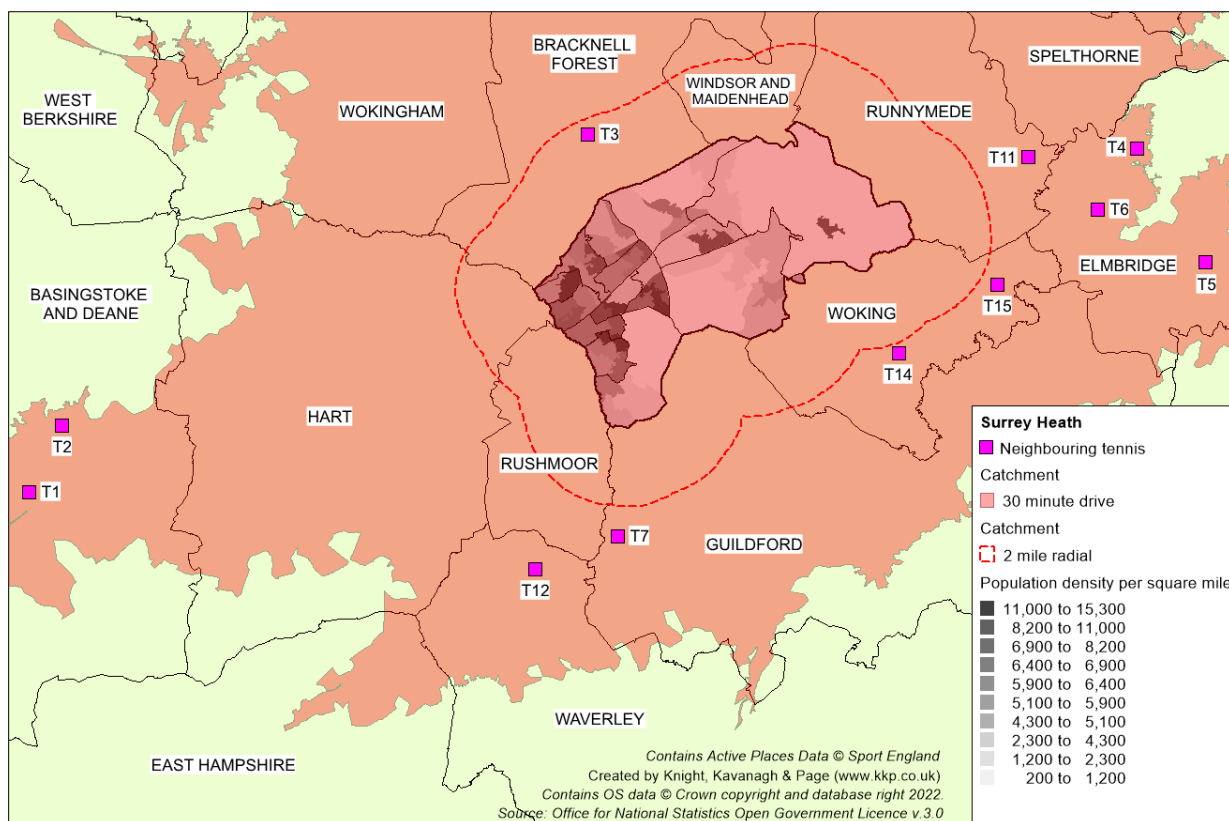 BRACKNELL
FOREST
SPELTHORNE
WINDSOR AND
MAIDENHEAD
WEST
BERKSHIRE
WOKINGHAM
RUNNYMEDE
T3
T11
T4
T6
ELMBRIDGE
T5
BASINGSTOKE
AND DEANE
T15
WOKING
T14
HART
T2
RUSHMOOR
T1
T7
GUILDFORD
T12
WAVERLEY
EAST HAMPSHIRE
Surrey Heath
Neighbouring tennis
Catchment
30 minute drive
Catchment
2 mile radial
Population density per square mile
11,000 to 15,300
8,200 to 11,000
6,900 to 8,200
6,400 to 6,900
5,900 to 6,400
5,100 to 5,900
4,300 to 5,100
2,300 to 4,300
1,200 to 2,300
200 to 1,200
Contains Active Places Data © Sport England
Created by Knight, Kavanagh & Page (www.kkp.co.uk)
Contains OS data © Crown copyright and database right 2022.
Source: Office for National Statistics Open Government Licence v.3.0